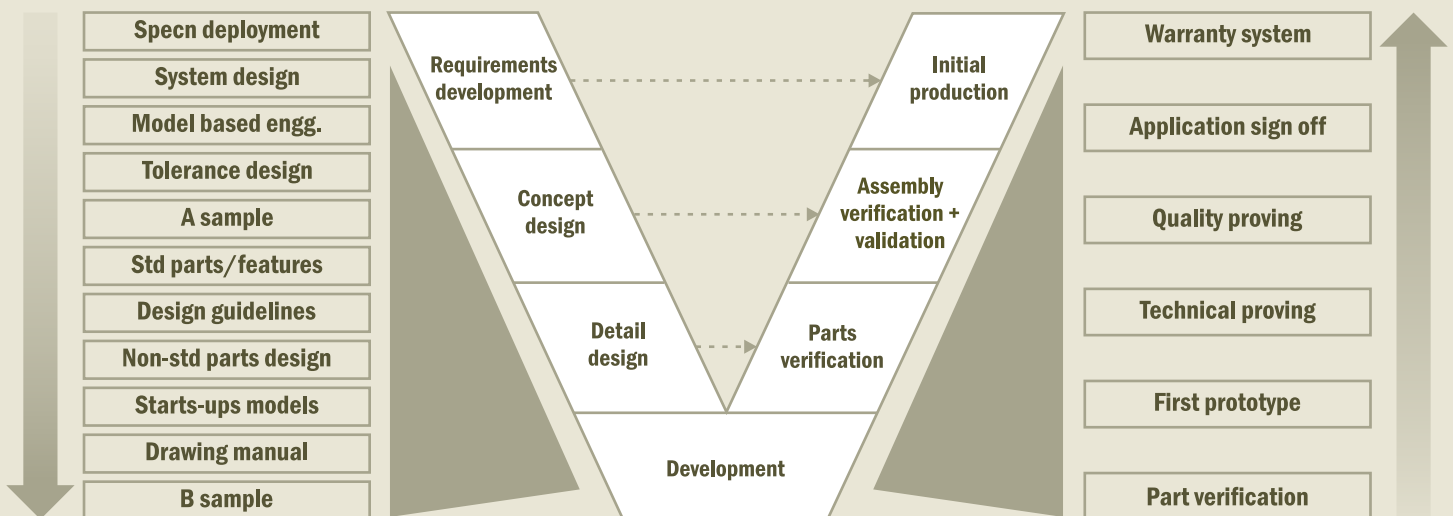 Specn deployment
System design
Model based engg.
Tolerance design
A sample
Std parts/features
Design guidelines
Non-std parts design
Starts-ups models
Drawing manual
B sample
Requirements
development
Concept
design
Detail
design
Development
Initial
production
Assembly
verification +
validation
Parts
verification
Warranty system
Application sign off
Quality proving
Technical proving
First prototype
Part verification